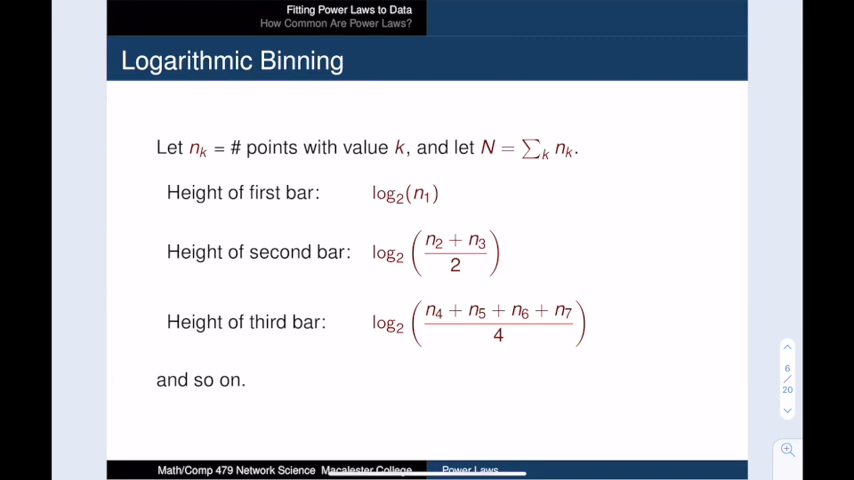 Fitting Power Laws to Data
How Common Are Power Laws?
Logarithmic Binning
Let n_k = # points with value k, and let N = ∑_k n_k.
Height of first bar: log₂(n₁)
Height of second bar: log₂((n₂ + n₃)/2)
Height of third bar: log₂((n₄ + n₅ + n₆ + n₇)/4)
and so on.
6
/
20
Math/Comp 479 Network Science Macalester College Power Laws